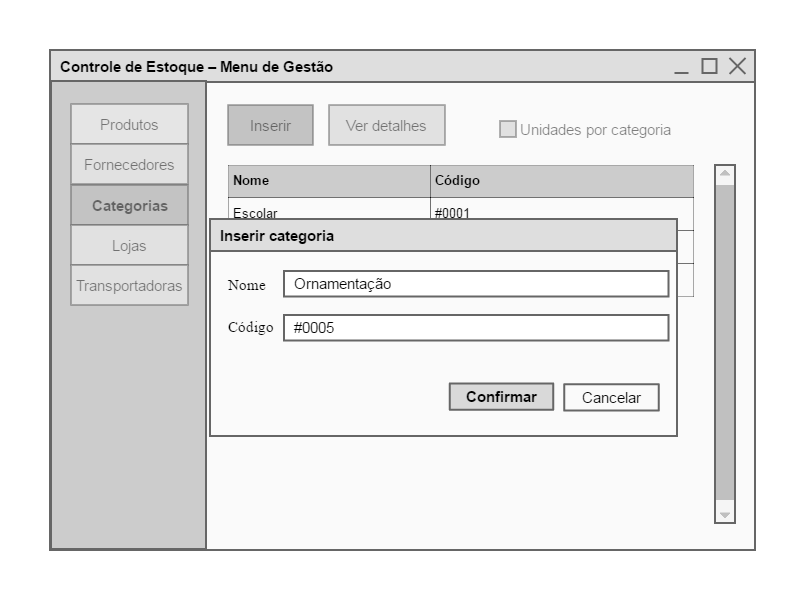 Controle de Estoque – Menu de Gestão
Produtos
Fornecedores
Categorias
Lojas
Transportadoras
Inserir
Ver detalhes
Unidades por categoria
Nome Código
Escolar #0001
Inserir categoria
Nome Ornamentação
Código #0005
Confirmar Cancelar